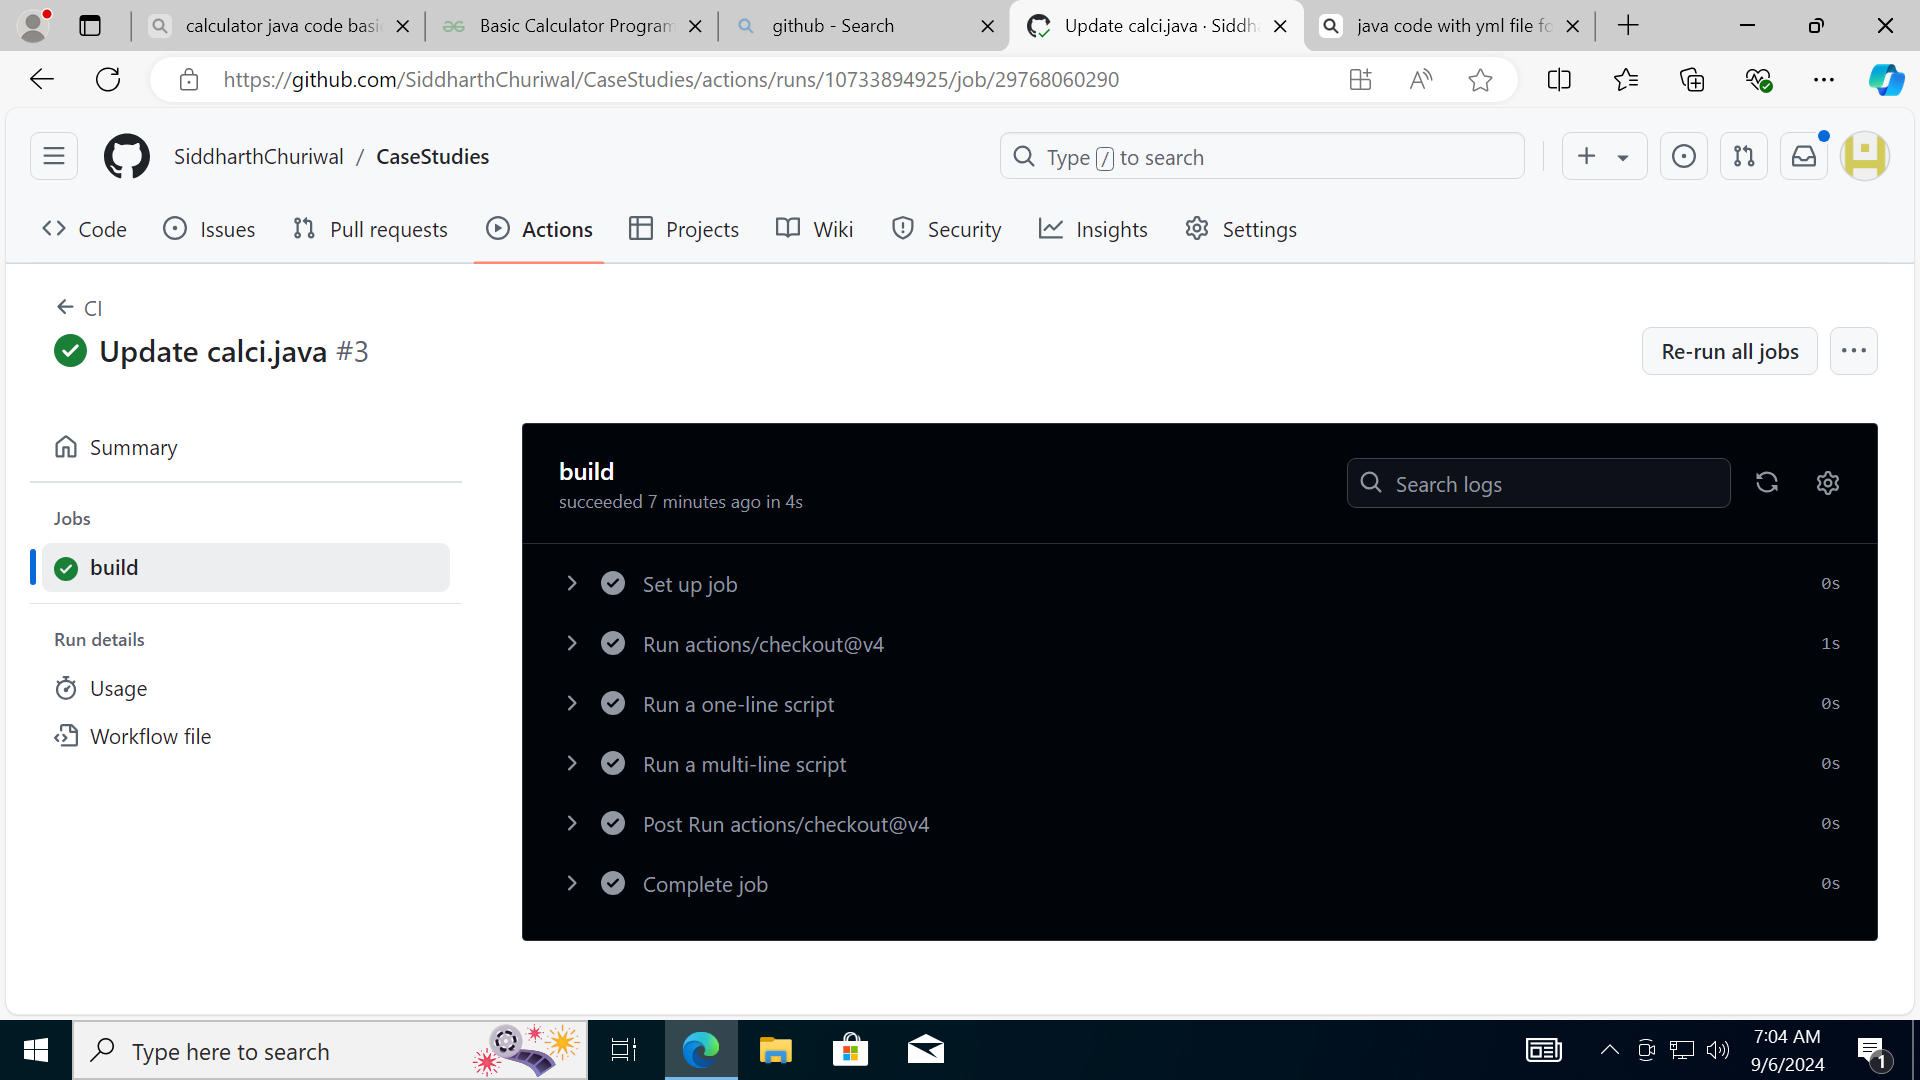 calculator java code basi
Basic Calculator Program
github - Search
Update calci.java · Siddha
java code with yml file fo
https://github.com/SiddharthChuriwal/CaseStudies/actions/runs/10733894925/job/29768060290
SiddharthChuriwal / CaseStudies
Type / to search
Code
Issues
Pull requests
Actions
Projects
Wiki
Security
Insights
Settings
CI
Update calci.java #3
Re-run all jobs
Summary
Jobs
build
Run details
Usage
Workflow file
build
succeeded 7 minutes ago in 4s
Search logs
Set up job 0s
Run actions/checkout@v4 1s
Run a one-line script 0s
Run a multi-line script 0s
Post Run actions/checkout@v4 0s
Complete job 0s
Type here to search
7:04 AM
9/6/2024
1